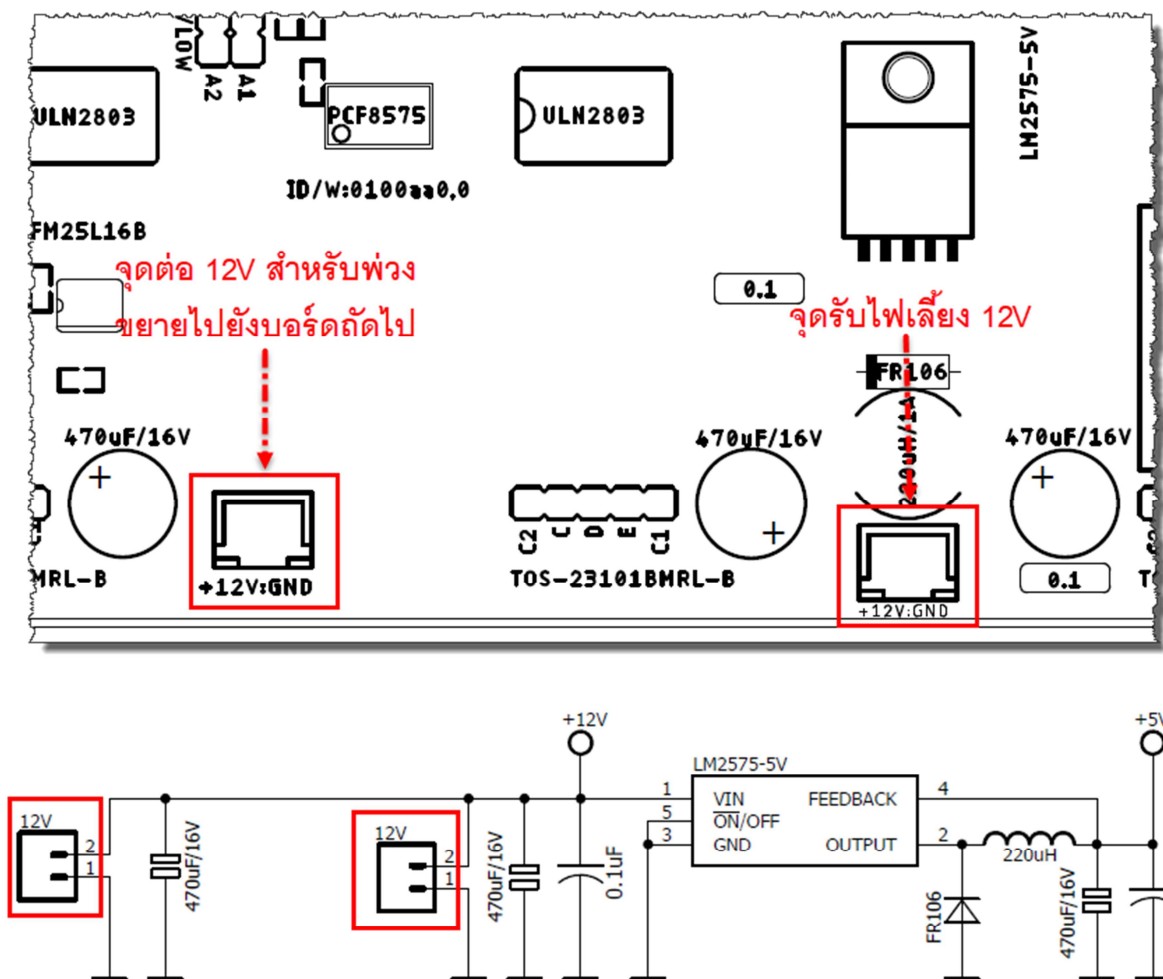 /LOW
A2
A1
ULN2803
PCF8575
ULN2803
LM2575-5V
ID/W:0100aa0,0
FM25L16B
จุดต่อ 12V สำหรับพ่วง
ขยายไปยังบอร์ดถัดไป
0.1
จุดรับไฟเลี้ยง 12V
FR106
470uF/16V
470uF/16V
220uH/1A
470uF/16V
+
+
+
C2
C
D
E
C1
MRL-B
+12V:GND
TOS-23101BMRL-B
+12V:GND
0.1
+12V
+5V
LM2575-5V
12V
2
1
470uF/16V
12V
2
1
470uF/16V
0.1uF
1
VIN
FEEDBACK
4
5
ON/OFF
3
GND
OUTPUT
2
220uH
FR106
470uF/16V